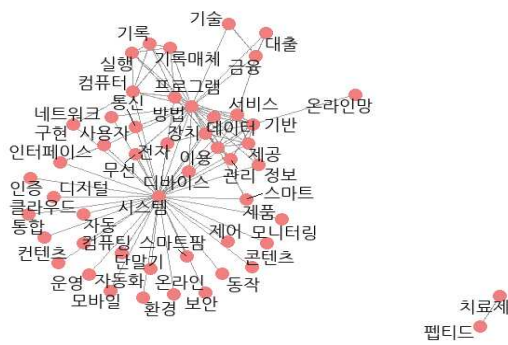 기술
기록
대출
실행
기록매체
금융
컴퓨터
프로그램
통신
서비스
온라인망
네트워크
방법
데이터
기반
구현
사용자
장치
인터페이스
전자
이용
제공
무선
관리
정보
인증
디지털
디바이스
스마트
클라우드
시스템
제품
통합
자동
제어
모니터링
컨텐츠
컴퓨팅
스마트팜
단말기
콘텐츠
운영
자동화
온라인
동작
모바일
환경
보안
치료제
펩티드